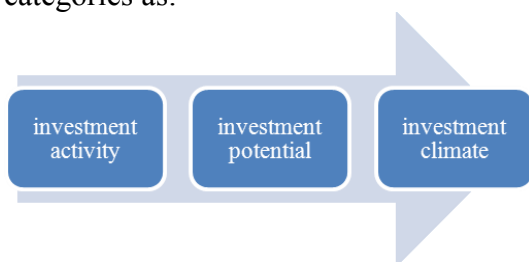 categories as:
investment
activity
investment
potential
investment
climate